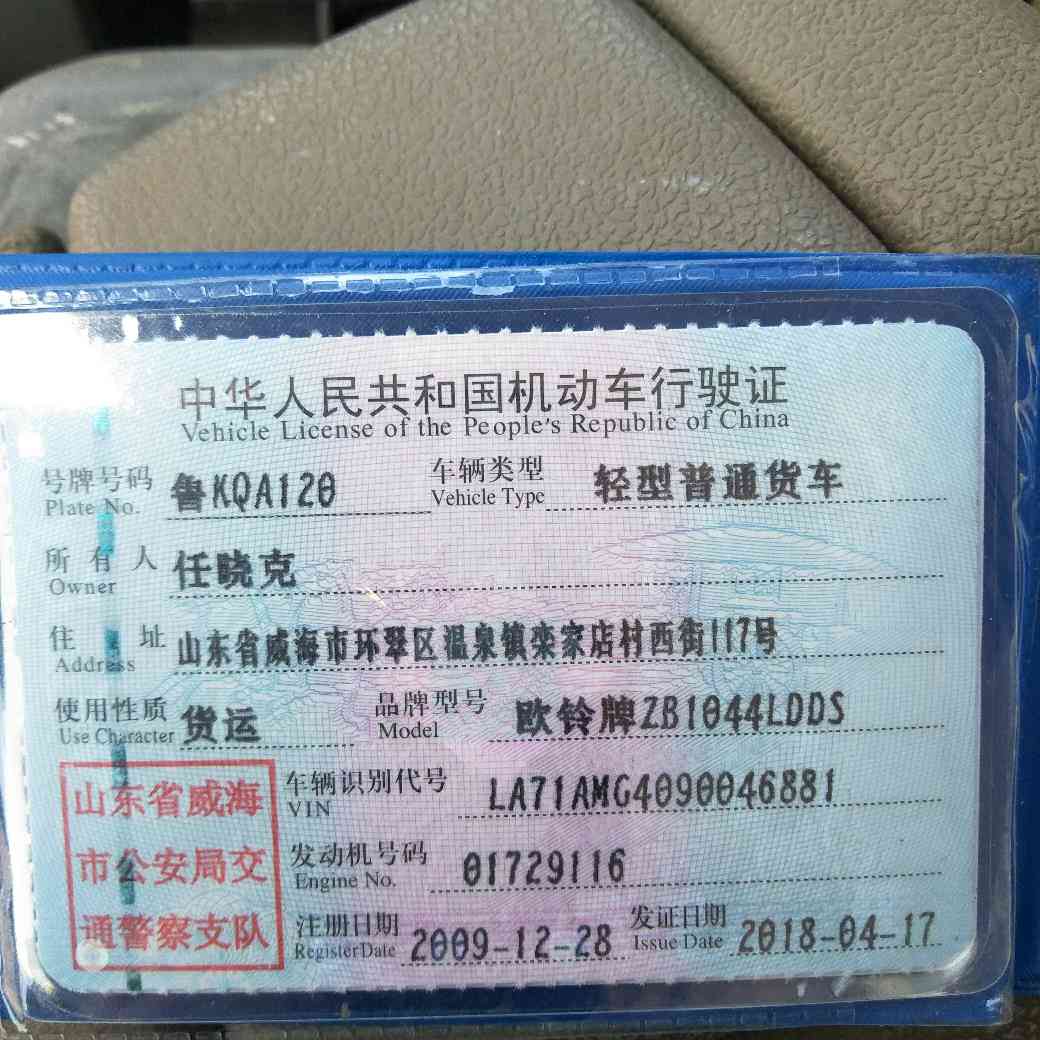 中华人民共和国机动车行驶证
Vehicle License of the People's Republic of China
号牌号码 鲁KQA120 车辆类型 轻型普通货车
Plate No. Vehicle Type
所有人 任晓克
Owner
住址 山东省威海市环翠区温泉镇栾家店村西街117号
Address
使用性质 货运 品牌型号 欧铃牌ZB1044LDDS
Use Character Model
山东省威海
市公安局交
通警察支队
车辆识别代号 LA71AMG4090046881
VIN
发动机号码 01729116
Engine No.
注册日期 2009-12-28 发证日期 2018-04-17
Register Date Issue Date